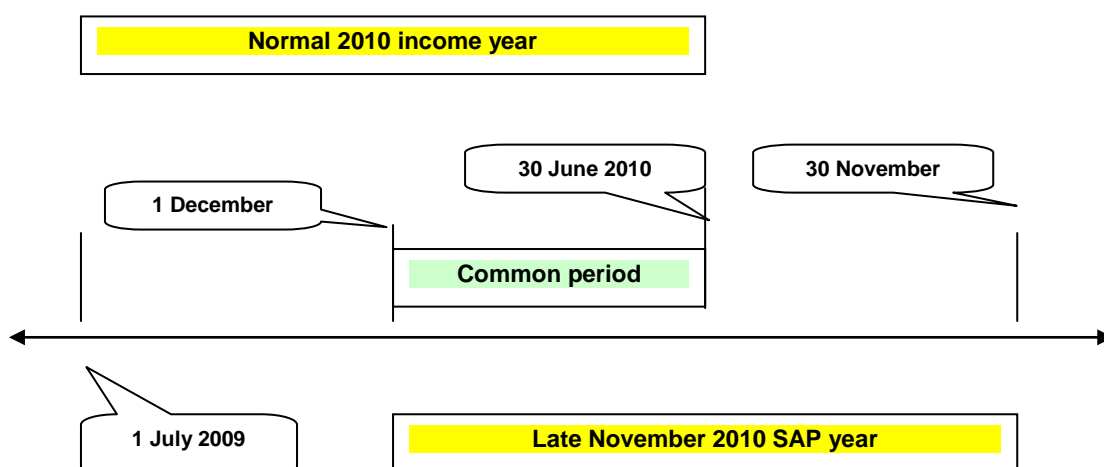 Normal 2010 income year
30 June 2010
30 November
1 December
Common period
1 July 2009
Late November 2010 SAP year